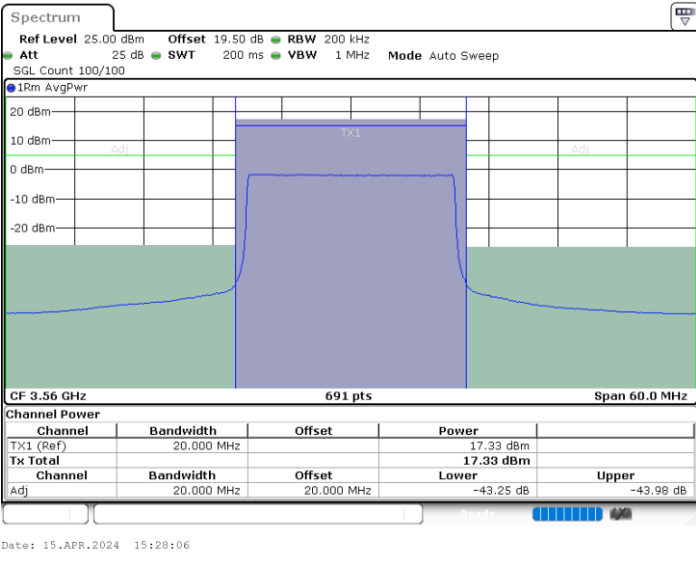 Spectrum
Ref Level 25.00 dBm Offset 19.50 dB RBW 200 kHz
Att 25 dB SWT 200 ms VBW 1 MHz Mode Auto Sweep
SGL Count 100/100
1Rm AvgPwr
20 dBm
TX1
10 dBm
Adj Adj
0 dBm
-10 dBm
-20 dBm
CF 3.56 GHz 691 pts Span 60.0 MHz
Channel Power
Channel Bandwidth Offset Power
TX1 (Ref) 20.000 MHz 17.33 dBm
Tx Total 17.33 dBm
Channel Bandwidth Offset Lower Upper
Adj 20.000 MHz 20.000 MHz -43.25 dB -43.98 dB
Ready
Date: 15.APR.2024 15:28:06